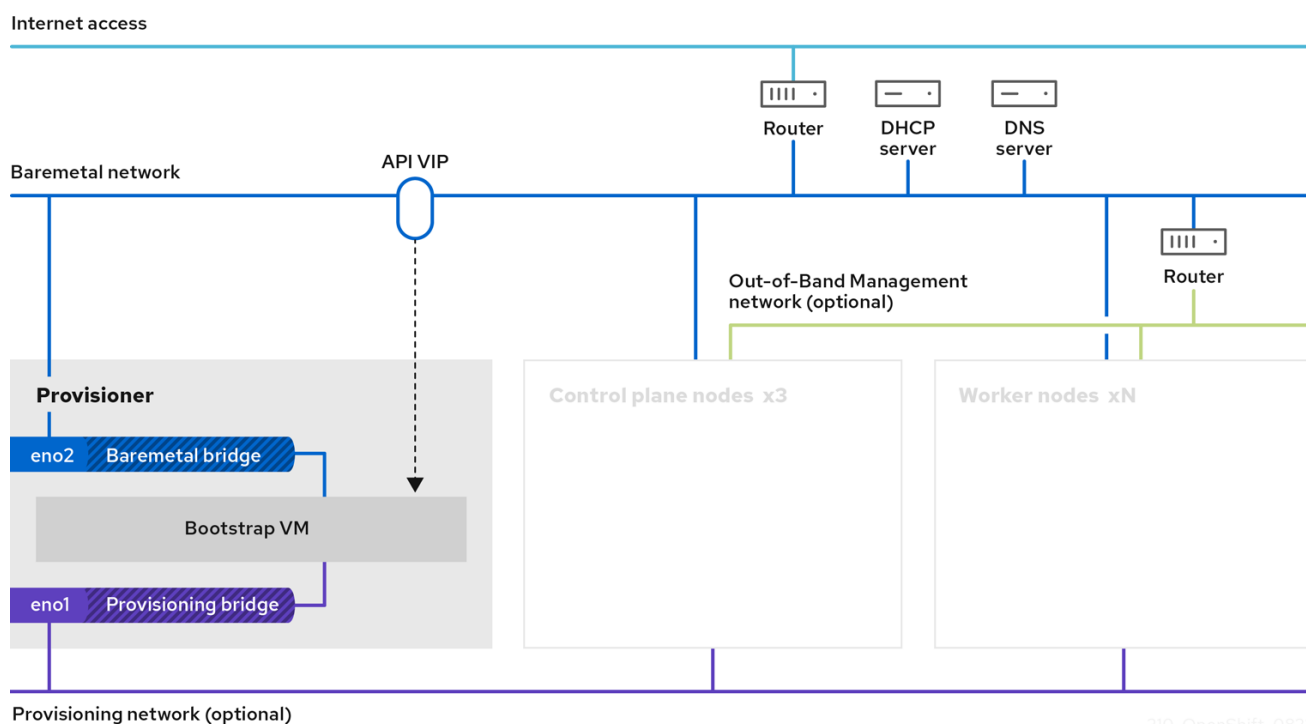 Internet access
Router
DHCP
server
DNS
server
API VIP
Baremetal network
Router
Out-of-Band Management
network (optional)
Provisioner
Control plane nodes x3
Worker nodes xN
eno2
Baremetal bridge
Bootstrap VM
eno1
Provisioning bridge
Provisioning network (optional)